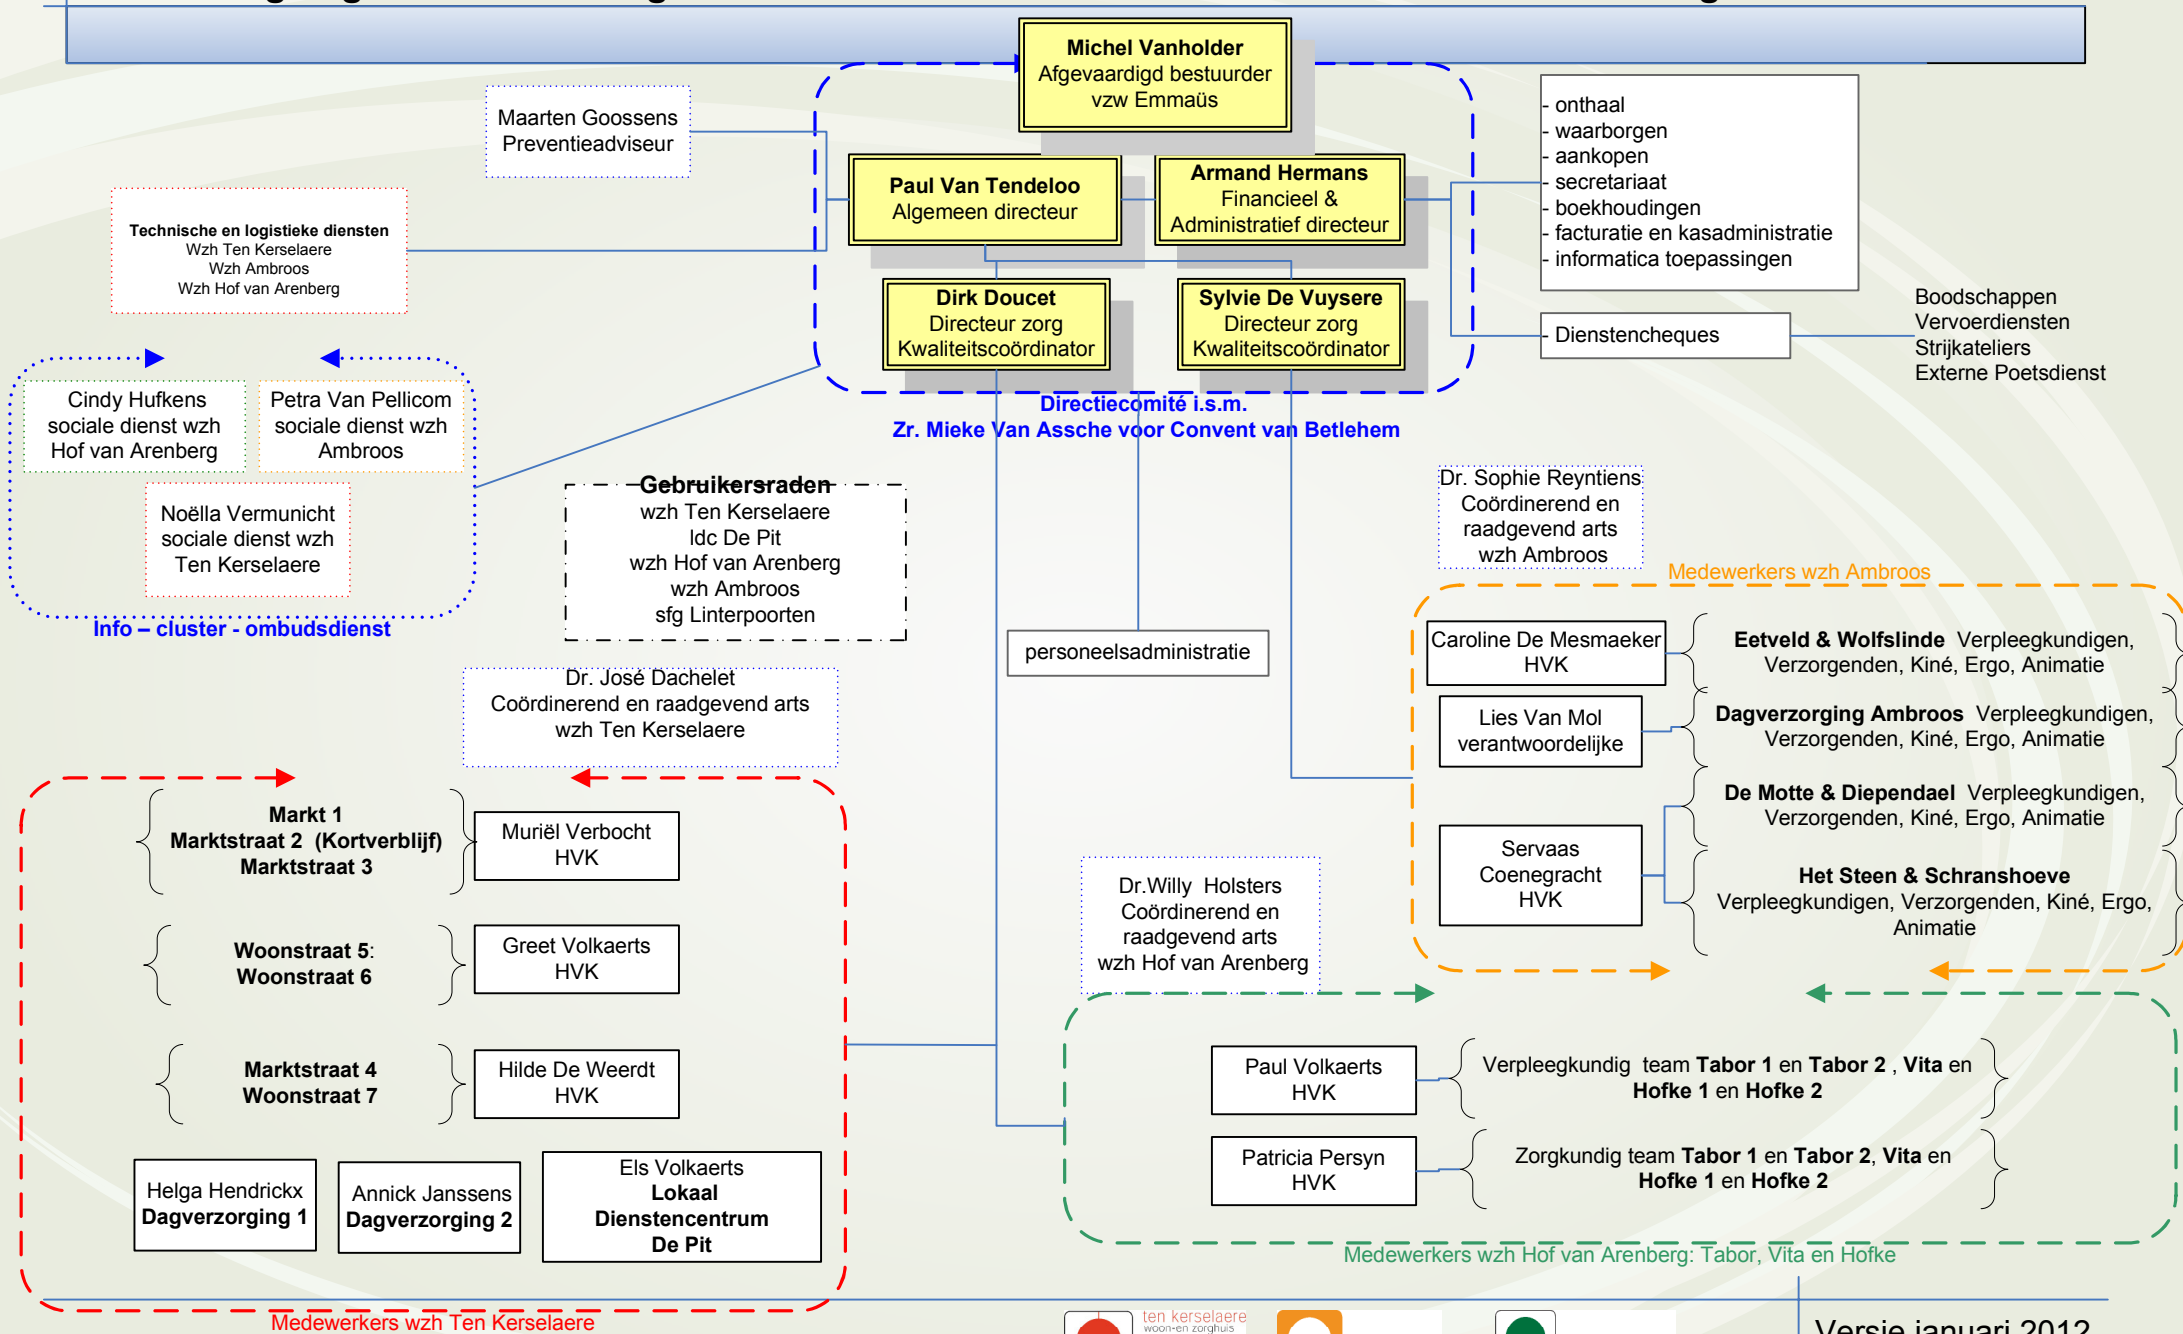 Michel Vanholder
Afgevaardigd bestuurder
vzw Emmaüs
Maarten Goossens
Preventieadviseur
Paul Van Tendeloo
Algemeen directeur
Armand Hermans
Financieel &
Administratief directeur
- onthaal
- waarborgen
- aankopen
- secretariaat
- boekhoudingen
- facturatie en kasadministratie
- informatica toepassingen
Technische en logistieke diensten
Wzh Ten Kerselaere
Wzh Ambroos
Wzh Hof van Arenberg
Dirk Doucet
Directeur zorg
Kwaliteitscoördinator
Sylvie De Vuysere
Directeur zorg
Kwaliteitscoördinator
- Dienstencheques
Boodschappen
Vervoerdiensten
Strijkateliers
Externe Poetsdienst
Directiecomité i.s.m.
Zr. Mieke Van Assche voor Convent van Betlehem
Cindy Hufkens
sociale dienst wzh
Hof van Arenberg
Petra Van Pellicom
sociale dienst wzh
Ambroos
Noëlla Vermunicht
sociale dienst wzh
Ten Kerselaere
Info – cluster - ombudsdienst
Gebruikersraden
wzh Ten Kerselaere
ldc De Pit
wzh Hof van Arenberg
wzh Ambroos
sfg Linterpoorten
Dr. Sophie Reyntiens
Coördinerend en
raadgevend arts
wzh Ambroos
personeelsadministratie
Dr. José Dachelet
Coördinerend en raadgevend arts
wzh Ten Kerselaere
Medewerkers wzh Ambroos
Caroline De Mesmaeker
HVK
Eetveld & Wolfslinde Verpleegkundigen,
Verzorgenden, Kiné, Ergo, Animatie
Lies Van Mol
verantwoordelijke
Dagverzorging Ambroos Verpleegkundigen,
Verzorgenden, Kiné, Ergo, Animatie
Servaas
Coenegracht
HVK
De Motte & Diependael Verpleegkundigen,
Verzorgenden, Kiné, Ergo, Animatie
Het Steen & Schranshoeve
Verpleegkundigen, Verzorgenden, Kiné, Ergo,
Animatie
Markt 1
Marktstraat 2 (Kortverblijf)
Marktstraat 3
Muriël Verbocht
HVK
Woonstraat 5:
Woonstraat 6
Greet Volkaerts
HVK
Marktstraat 4
Woonstraat 7
Hilde De Weerdt
HVK
Helga Hendrickx
Dagverzorging 1
Annick Janssens
Dagverzorging 2
Els Volkaerts
Lokaal
Dienstencentrum
De Pit
Medewerkers wzh Ten Kerselaere
Dr.Willy Holsters
Coördinerend en
raadgevend arts
wzh Hof van Arenberg
Paul Volkaerts
HVK
Verpleegkundig team Tabor 1 en Tabor 2 , Vita en
Hofke 1 en Hofke 2
Patricia Persyn
HVK
Zorgkundig team Tabor 1 en Tabor 2, Vita en
Hofke 1 en Hofke 2
Medewerkers wzh Hof van Arenberg: Tabor, Vita en Hofke
ten kerselaere
woon-en zorghuis
Versie januari 2012